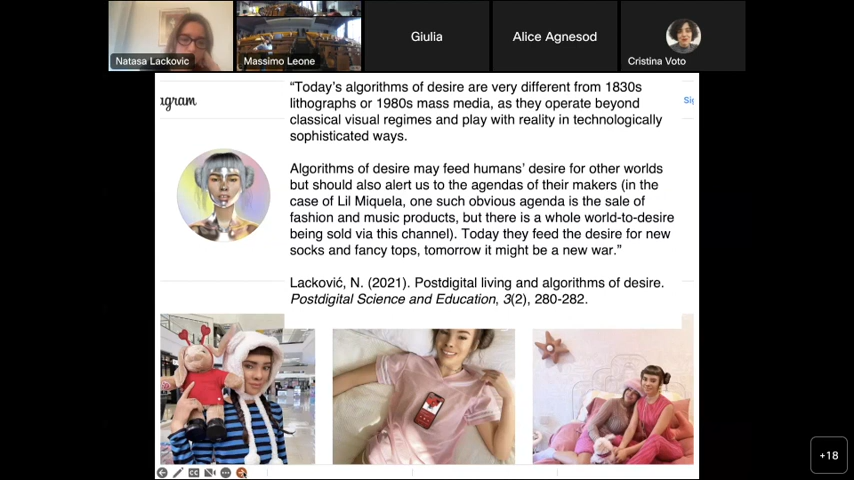 Natasa Lackovic
Massimo Leone
Giulia
Alice Agnesod
Cristina Voto
“Today’s algorithms of desire are very different from 1830s
lithographs or 1980s mass media, as they operate beyond
classical visual regimes and play with reality in technologically
sophisticated ways.
agram
Sig
Algorithms of desire may feed humans’ desire for other worlds
but should also alert us to the agendas of their makers (in the
case of Lil Miquela, one such obvious agenda is the sale of
fashion and music products, but there is a whole world-to-desire
being sold via this channel). Today they feed the desire for new
socks and fancy tops, tomorrow it might be a new war.”
Lacković, N. (2021). Postdigital living and algorithms of desire.
Postdigital Science and Education, 3(2), 280-282.
CC
+18